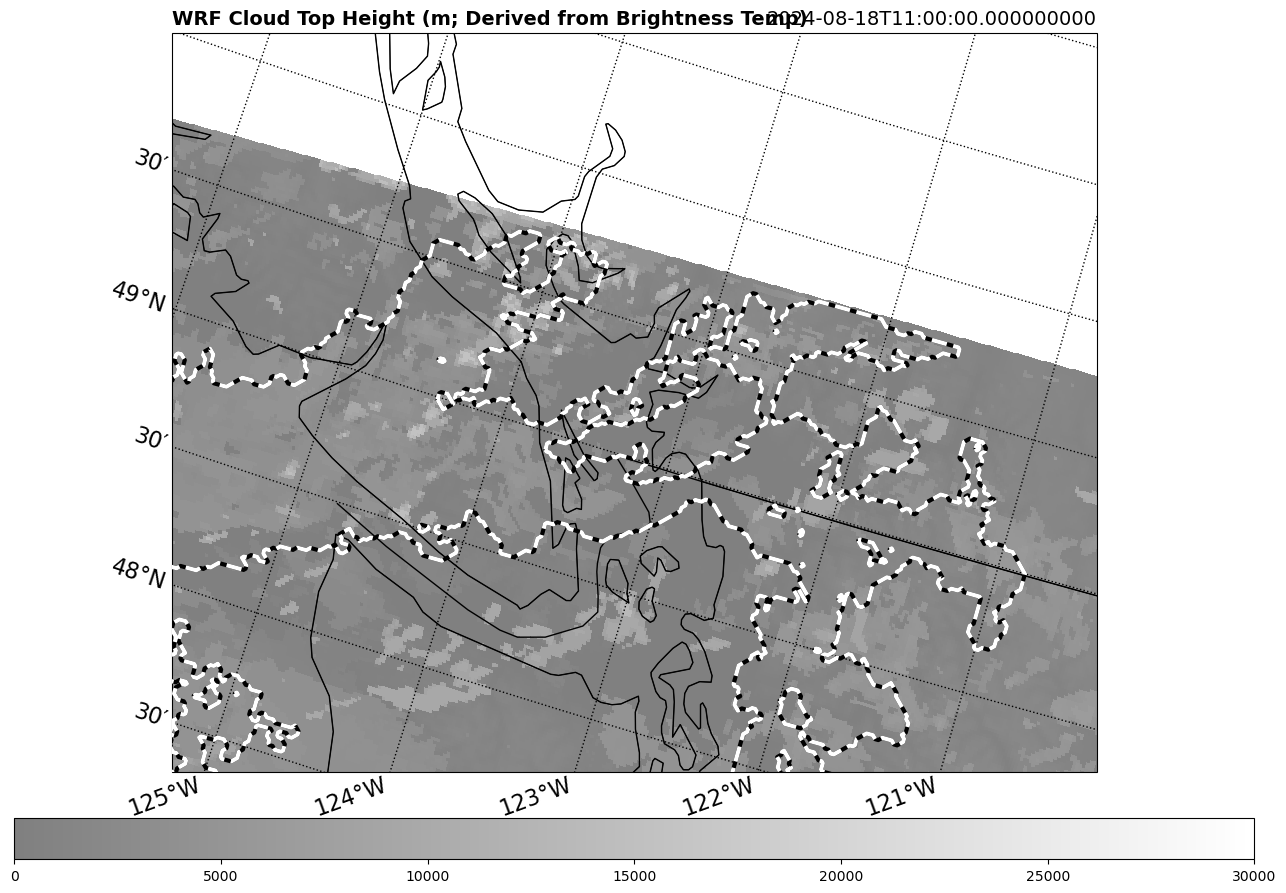 WRF Cloud Top Height (m; Derived from Brightness Temp) 2024-08-18T11:00:00.000000000
30′
49°N
30′
48°N
30′
125°W 124°W 123°W 122°W 121°W
0 5000 10000 15000 20000 25000 30000